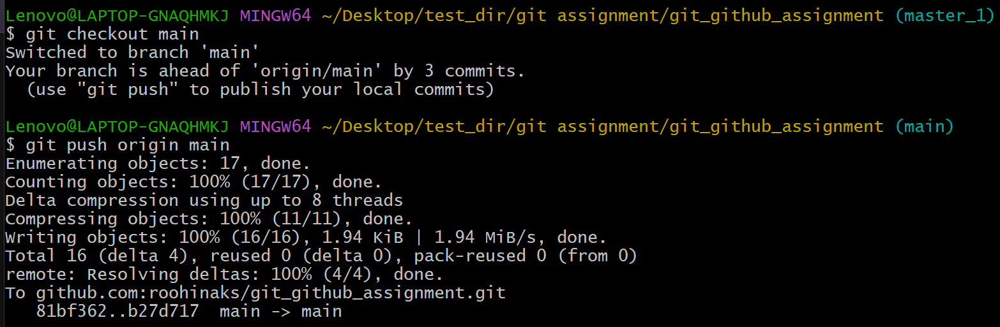 Lenovo@LAPTOP-GNAQHMKJ MINGW64 ~/Desktop/test_dir/git assignment/git_github_assignment (master_1)
$ git checkout main
Switched to branch 'main'
Your branch is ahead of 'origin/main' by 3 commits.
  (use "git push" to publish your local commits)

Lenovo@LAPTOP-GNAQHMKJ MINGW64 ~/Desktop/test_dir/git assignment/git_github_assignment (main)
$ git push origin main
Enumerating objects: 17, done.
Counting objects: 100% (17/17), done.
Delta compression using up to 8 threads
Compressing objects: 100% (11/11), done.
Writing objects: 100% (16/16), 1.94 KiB | 1.94 MiB/s, done.
Total 16 (delta 4), reused 0 (delta 0), pack-reused 0 (from 0)
remote: Resolving deltas: 100% (4/4), done.
To github.com:roohinaks/git_github_assignment.git
   81bf362..b27d717  main -> main